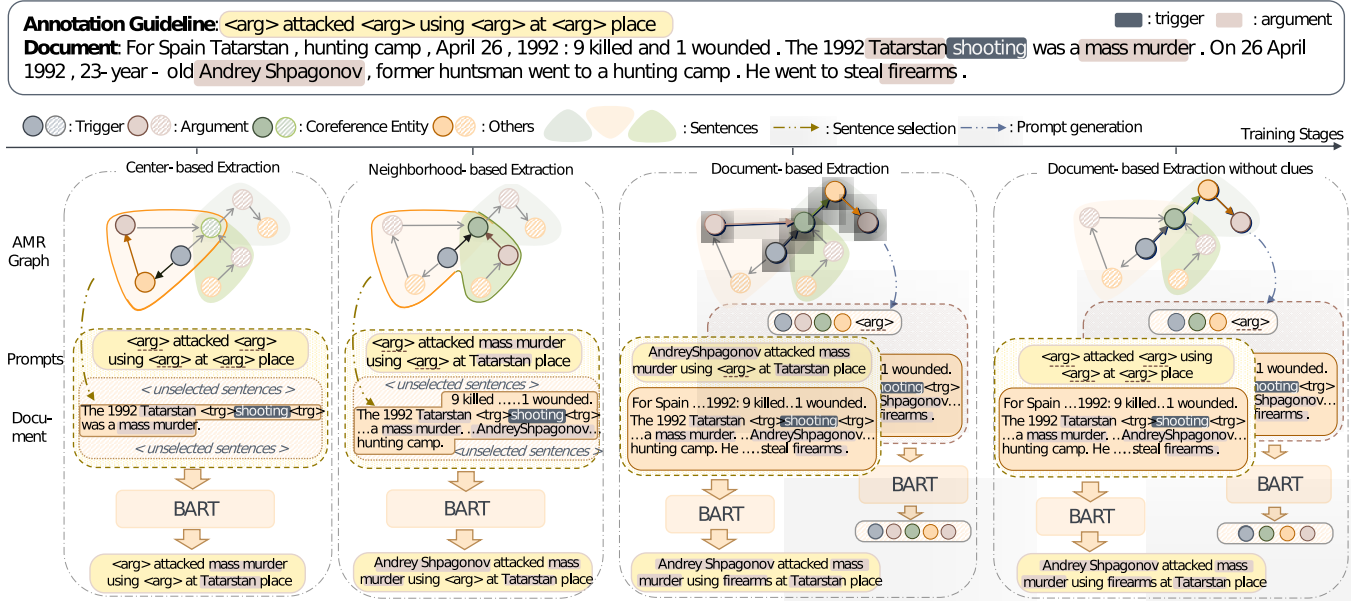 Annotation Guideline: <arg> attacked <arg> using <arg> at <arg> place
: trigger : argument
Document: For Spain Tatarstan , hunting camp , April 26 , 1992 : 9 killed and 1 wounded . The 1992 Tatarstan shooting was a mass murder . On 26 April
1992 , 23- year - old Andrey Shpagonov , former huntsman went to a hunting camp . He went to steal firearms .
: Trigger : Argument : Coreference Entity : Others : Sentences : Sentence selection : Prompt generation
Training Stages
Center- based Extraction
Neighborhood- based Extraction
Document- based Extraction
Document- based Extraction without clues
AMR
Graph
Prompts
Docu-
ment
<arg> attacked <arg>
using <arg> at <arg> place
< unselected sentences >
The 1992 Tatarstan <trg>shooting<trg>
was a mass murder.
< unselected sentences >
BART
<arg> attacked mass murder
using <arg> at Tatarstan place
<arg> attacked mass murder
using <arg> at Tatarstan place
< unselected sentences >
9 killed .....1 wounded.
The 1992 Tatarstan <trg>shooting<trg>
...a mass murder. ...AndreyShpagonov...
hunting camp.
<unselected sentences >
BART
Andrey Shpagonov attacked mass
murder using <arg> at Tatarstan place
<arg>
AndreyShpagonov attacked mass
murder using <arg> at Tatarstan place
For Spain ...1992: 9 killed...1 wounded.
The 1992 Tatarstan <trg>shooting<trg>
...a mass murder. ...AndreyShpagonov...
hunting camp. He ....steal firearms .
1 wounded.
hooting<trg>
eyShpagonov...
firearms .
BART
BART
Andrey Shpagonov attacked mass
murder using firearms at Tatarstan place
<arg>
<arg> attacked <arg> using
<arg> at <arg> place
For Spain ...1992: 9 killed...1 wounded.
The 1992 Tatarstan <trg>shooting<trg>
...a mass murder. ...AndreyShpagonov...
hunting camp. He ....steal firearms .
1 wounded.
hooting<trg>
eyShpagonov...
firearms .
BART
BART
Andrey Shpagonov attacked mass
murder using firearms at Tatarstan place